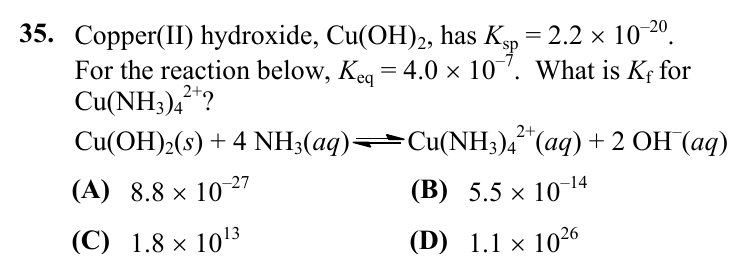 35. Copper(II) hydroxide, Cu(OH)₂, has Kₛₚ = 2.2 × 10⁻²⁰.
For the reaction below, K_eq = 4.0 × 10⁻⁷. What is K_f for
Cu(NH₃)₄²⁺?
Cu(OH)₂(s) + 4 NH₃(aq) ⇌ Cu(NH₃)₄²⁺(aq) + 2 OH⁻(aq)
(A) 8.8 × 10⁻²⁷ (B) 5.5 × 10⁻¹⁴
(C) 1.8 × 10¹³ (D) 1.1 × 10²⁶